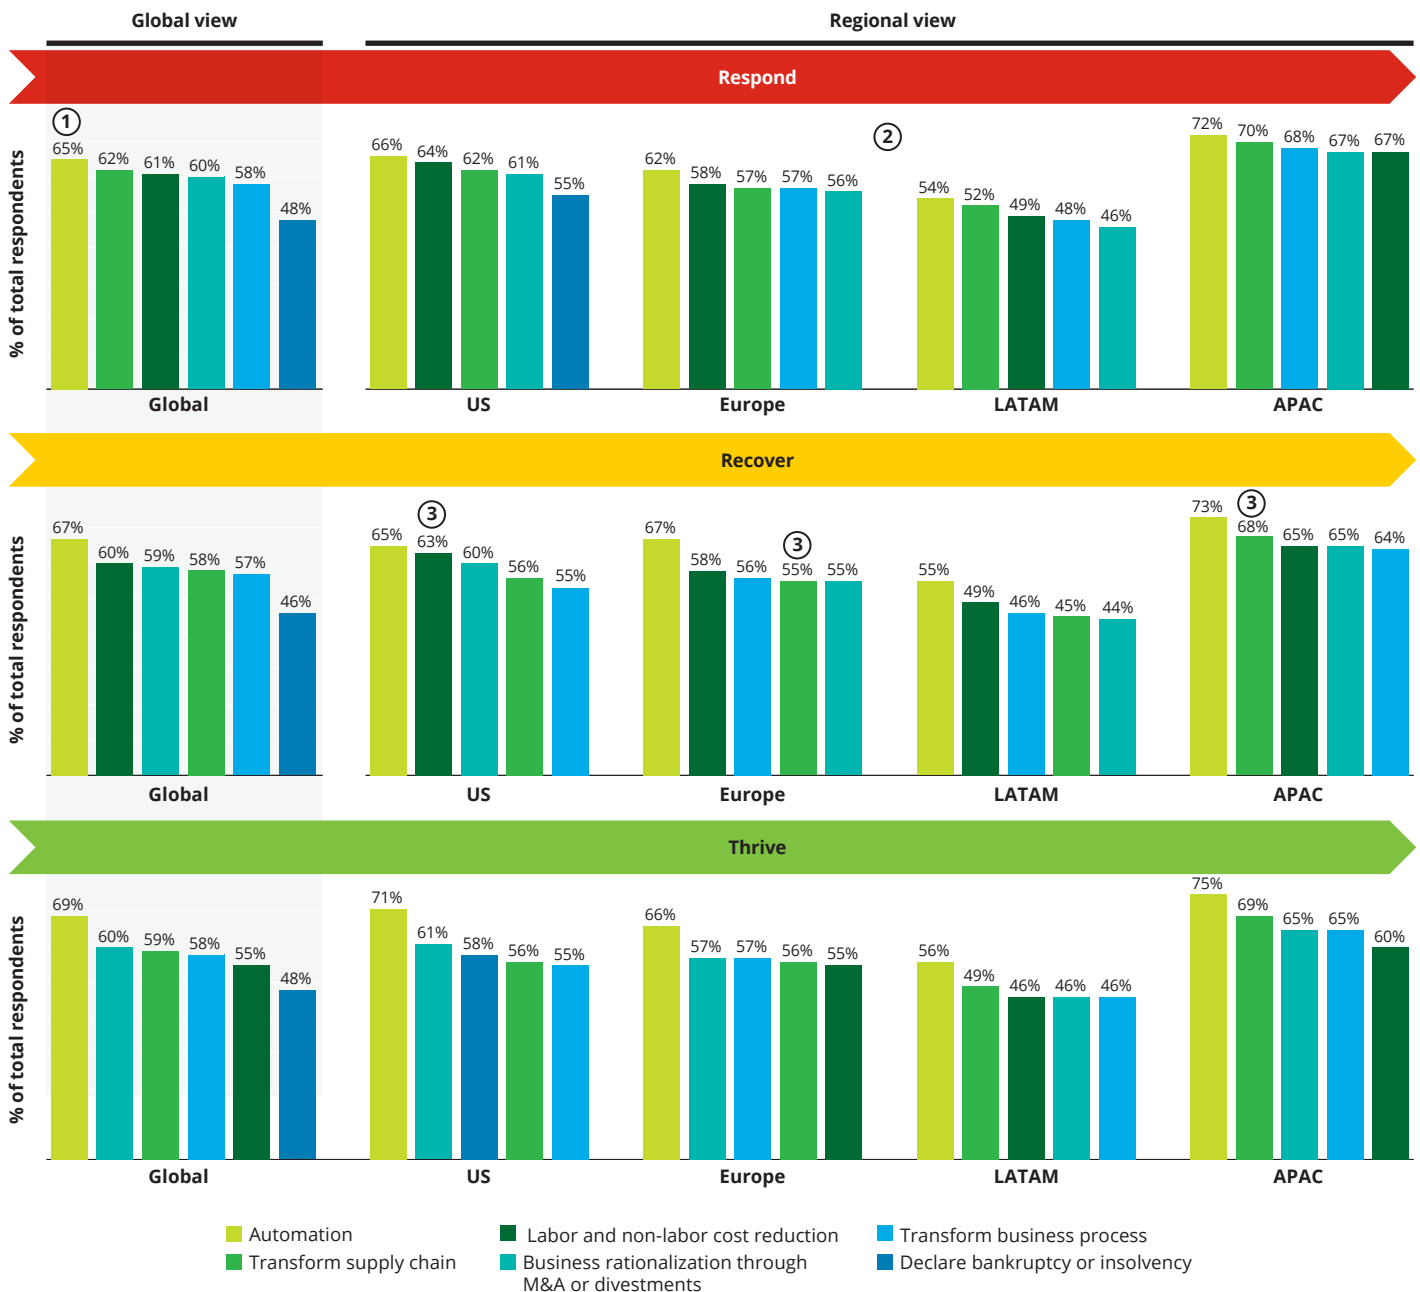 Global view
Regional view
Respond
% of total respondents
1
65%
62%
61%
60%
58%
48%
Global
66%
64%
62%
61%
55%
US
62%
58%
57%
57%
56%
Europe
2
54%
52%
49%
48%
46%
LATAM
72%
70%
68%
67%
67%
APAC
Recover
% of total respondents
67%
60%
59%
58%
57%
46%
Global
3
65%
63%
60%
56%
55%
US
3
67%
58%
56%
55%
55%
Europe
55%
49%
46%
45%
44%
LATAM
3
73%
68%
65%
65%
64%
APAC
Thrive
% of total respondents
69%
60%
59%
58%
55%
48%
Global
71%
61%
58%
56%
55%
US
66%
57%
57%
56%
55%
Europe
56%
49%
46%
46%
46%
LATAM
75%
69%
65%
65%
60%
APAC
Automation
Labor and non-labor cost reduction
Transform business process
Transform supply chain
Business rationalization through
M&A or divestments
Declare bankruptcy or insolvency